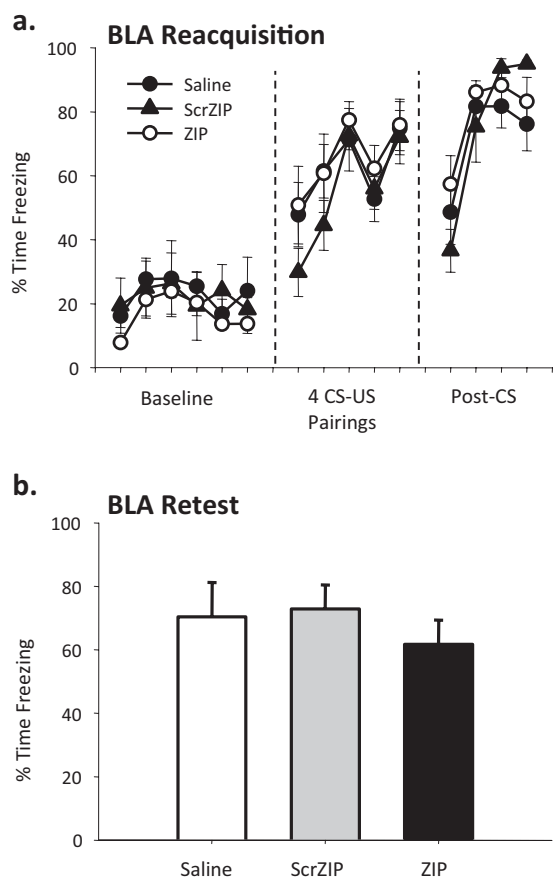 a.
BLA Reacquisition
100
80
60
40
20
0
% Time Freezing
Saline
ScrZIP
ZIP
Baseline
4 CS-US
Pairings
Post-CS
b.
BLA Retest
100
80
60
40
20
0
% Time Freezing
Saline
ScrZIP
ZIP